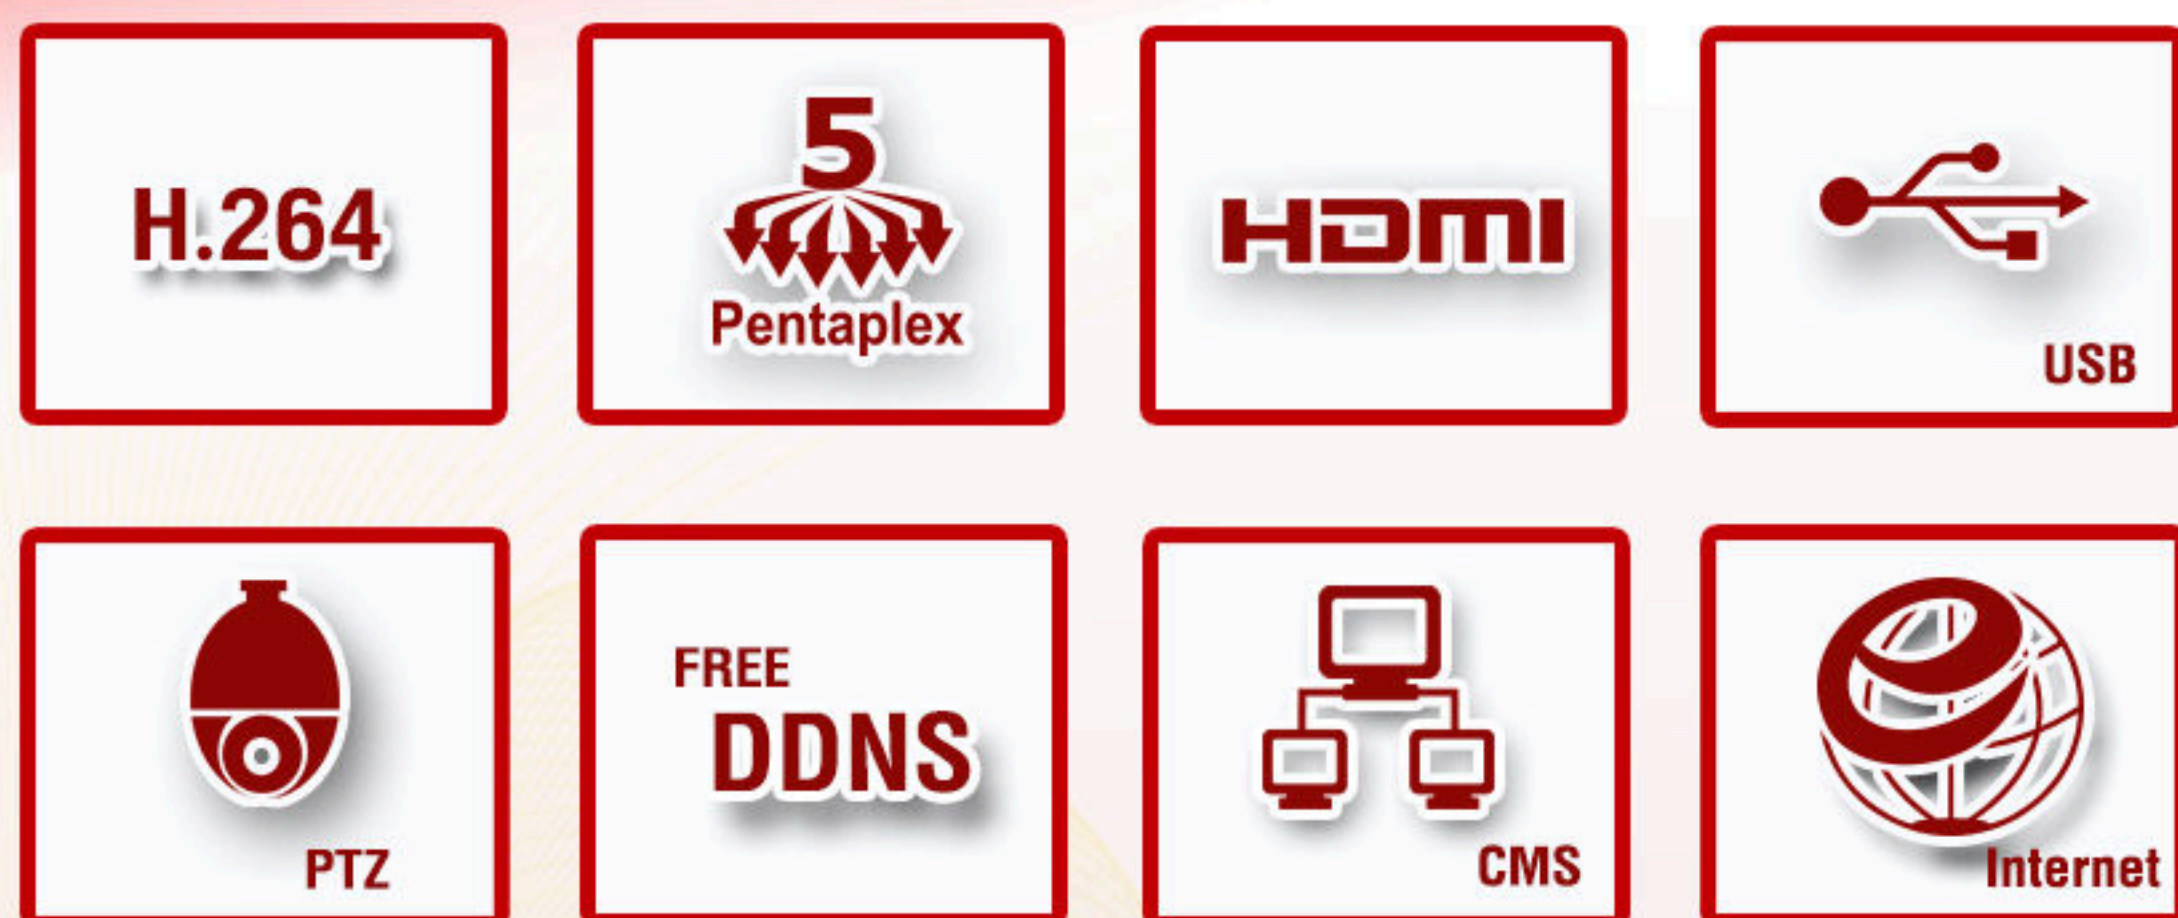 H.264
5
Pentaplex
HDMI
USB
PTZ
FREE
DDNS
CMS
Internet